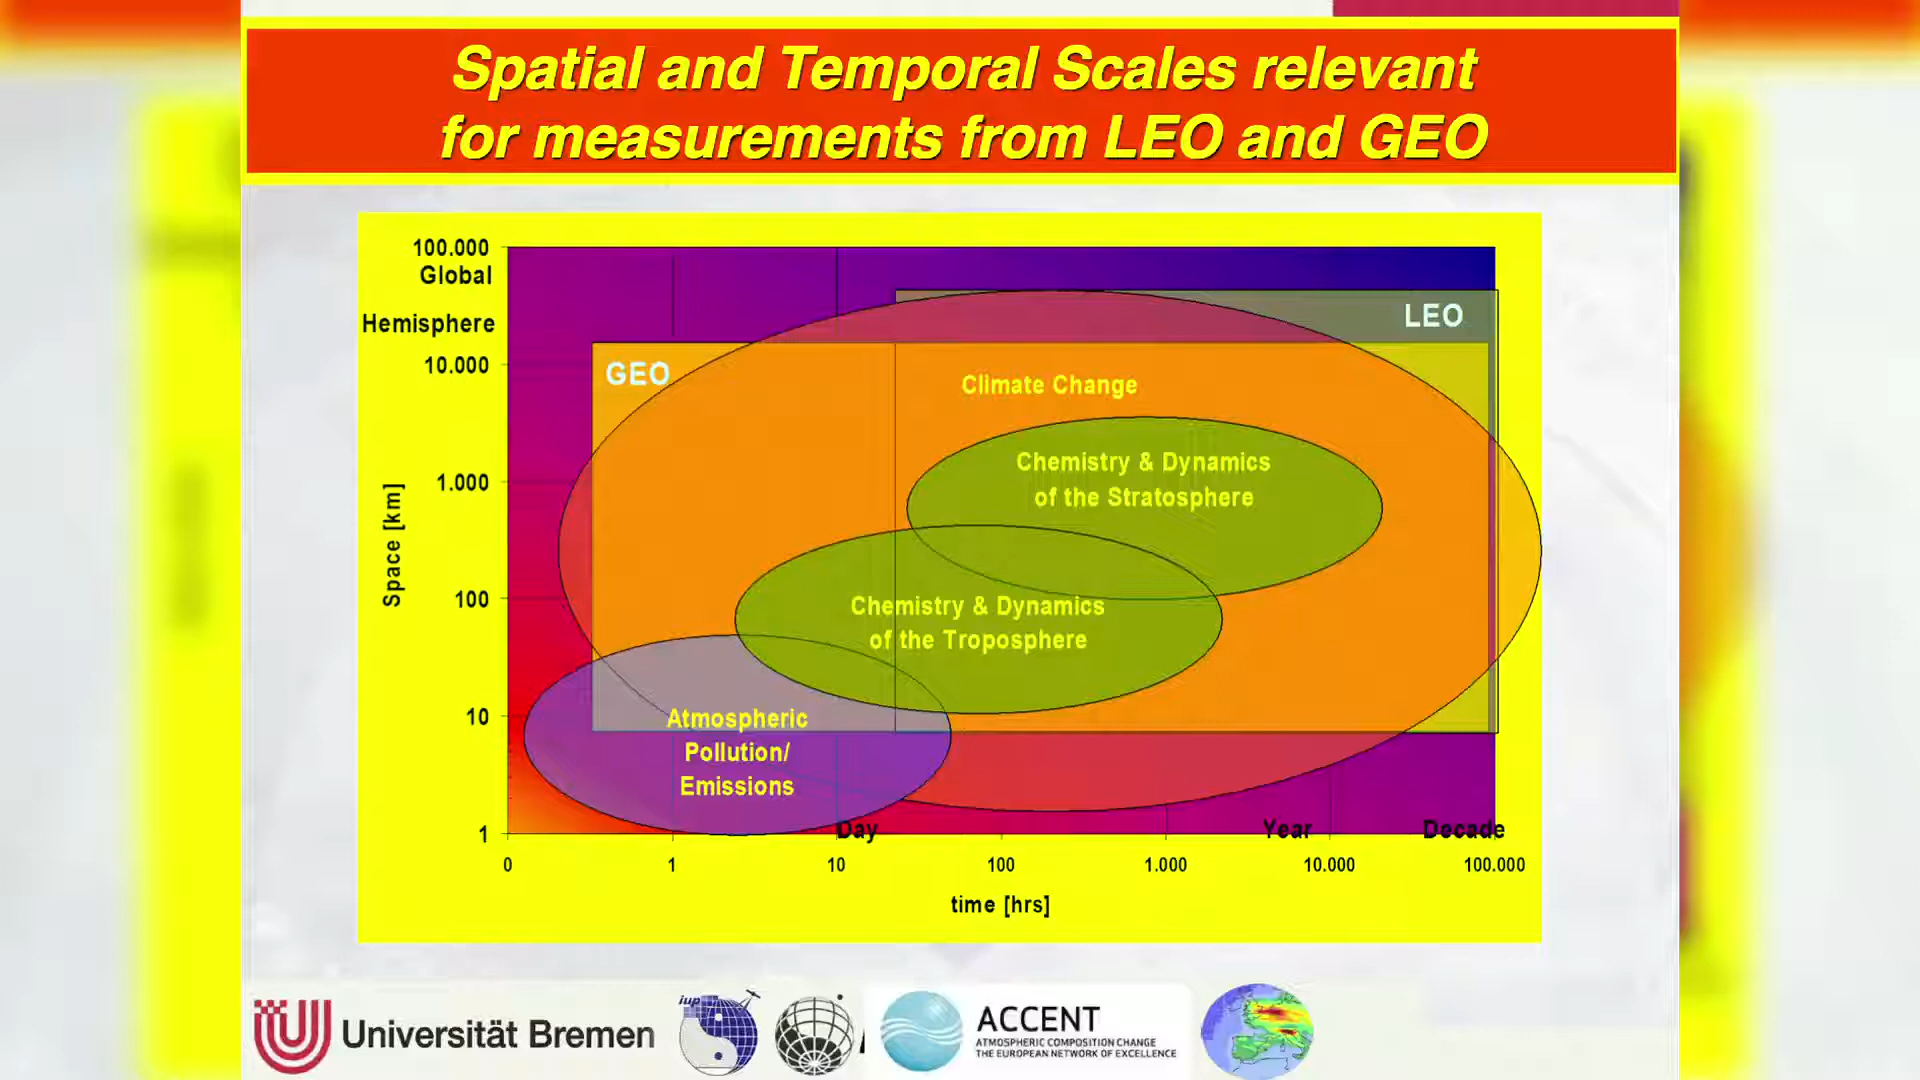 Spatial and Temporal Scales relevant
for measurements from LEO and GEO
100.000
Global
Hemisphere
10.000
1.000
100
10
1
Space [km]
LEO
GEO
Climate Change
Chemistry & Dynamics
of the Stratosphere
Chemistry & Dynamics
of the Troposphere
Atmospheric
Pollution/
Emissions
Day
Year
Decade
0
1
10
100
1.000
10.000
100.000
time [hrs]
Universität Bremen
iup
ACCENT
ATMOSPHERIC COMPOSITION CHANGE
THE EUROPEAN NETWORK OF EXCELLENCE